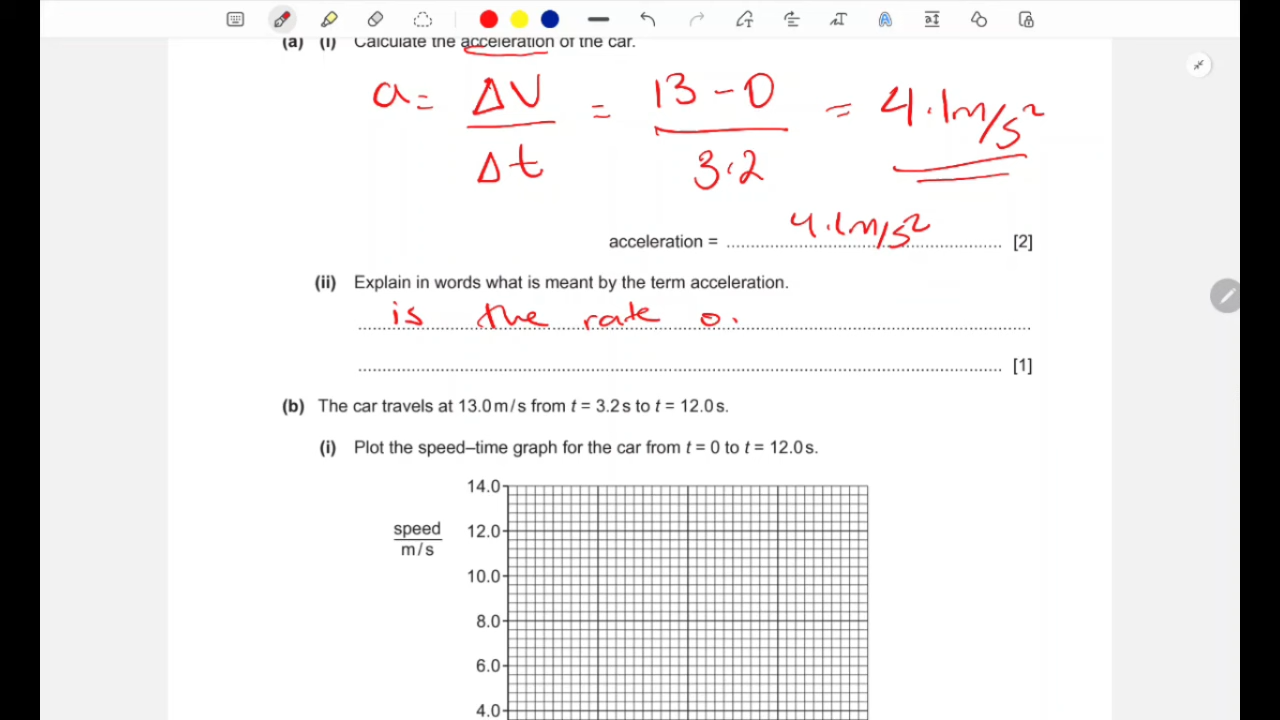 (a) (i) Calculate the acceleration of the car.
a = ΔV / Δt = 13 - 0 / 3.2 = 4.1m/s²
4.1m/s²
acceleration = ........................ [2]
(ii) Explain in words what is meant by the term acceleration.
is the rate o
[1]
(b) The car travels at 13.0 m/s from t = 3.2 s to t = 12.0 s.
(i) Plot the speed–time graph for the car from t = 0 to t = 12.0 s.
14.0
speed
m/s
12.0
10.0
8.0
6.0
4.0